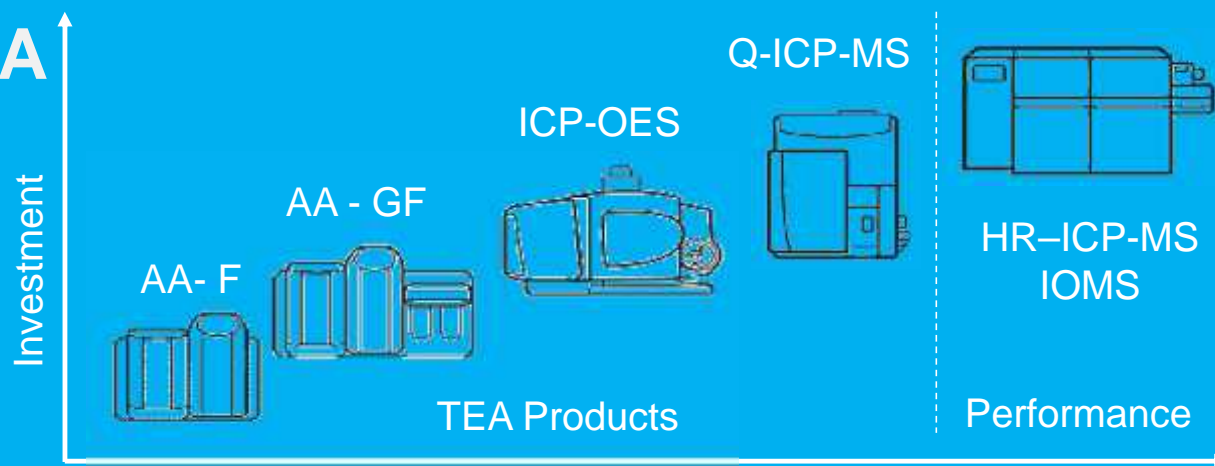 A
Investment
AA- F
AA - GF
ICP-OES
Q-ICP-MS
HR–ICP-MS
IOMS
TEA Products
Performance